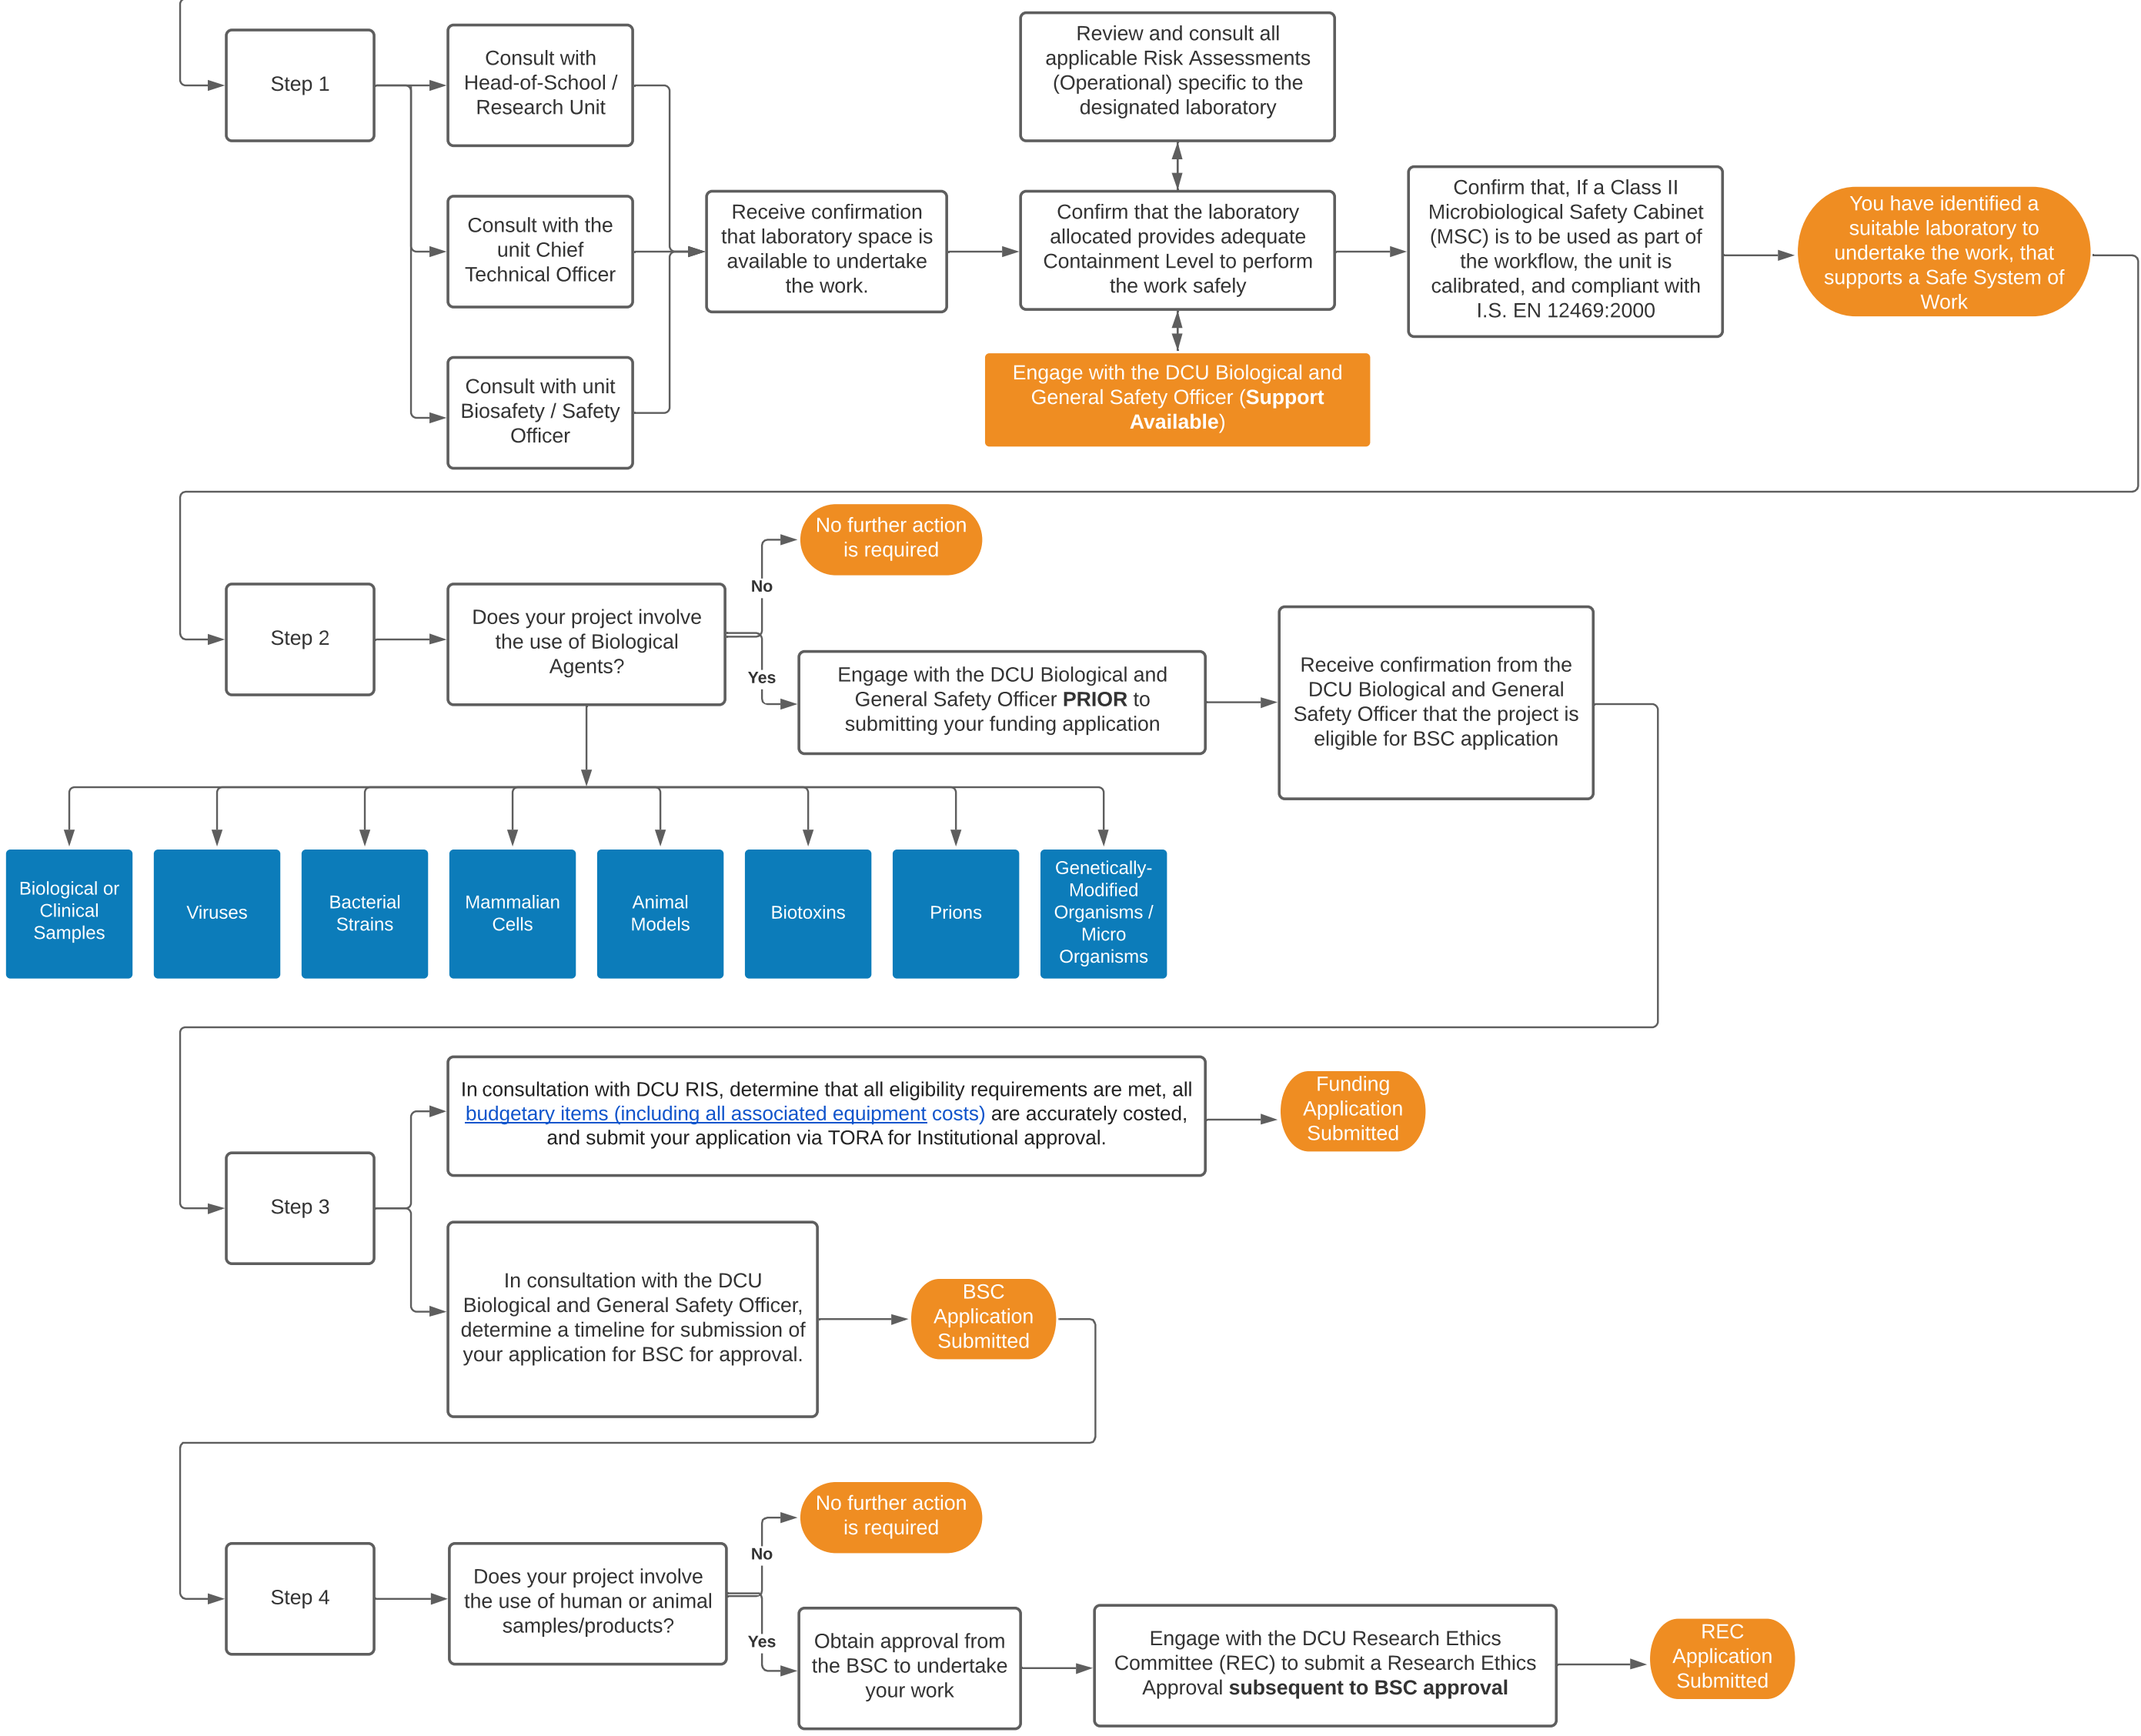 Step 1
Consult with
Head-of-School /
Research Unit
Consult with the
unit Chief
Technical Officer
Consult with unit
Biosafety / Safety
Officer
Receive confirmation
that laboratory space is
available to undertake
the work.
Review and consult all
applicable Risk Assessments
(Operational) specific to the
designated laboratory
Confirm that the laboratory
allocated provides adequate
Containment Level to perform
the work safely
Engage with the DCU Biological and
General Safety Officer (Support
Available)
Confirm that, If a Class II
Microbiological Safety Cabinet
(MSC) is to be used as part of
the workflow, the unit is
calibrated, and compliant with
I.S. EN 12469:2000
You have identified a
suitable laboratory to
undertake the work, that
supports a Safe System of
Work
Step 2
Does your project involve
the use of Biological
Agents?
No
No further action
is required
Yes
Engage with the DCU Biological and
General Safety Officer PRIOR to
submitting your funding application
Receive confirmation from the
DCU Biological and General
Safety Officer that the project is
eligible for BSC application
Biological or
Clinical
Samples
Viruses
Bacterial
Strains
Mammalian
Cells
Animal
Models
Biotoxins
Prions
Genetically-
Modified
Organisms /
Micro
Organisms
Step 3
In consultation with DCU RIS, determine that all eligibility requirements are met, all
budgetary items (including all associated equipment costs) are accurately costed,
and submit your application via TORA for Institutional approval.
Funding
Application
Submitted
In consultation with the DCU
Biological and General Safety Officer,
determine a timeline for submission of
your application for BSC for approval.
BSC
Application
Submitted
Step 4
Does your project involve
the use of human or animal
samples/products?
No
No further action
is required
Yes
Obtain approval from
the BSC to undertake
your work
Engage with the DCU Research Ethics
Committee (REC) to submit a Research Ethics
Approval subsequent to BSC approval
REC
Application
Submitted